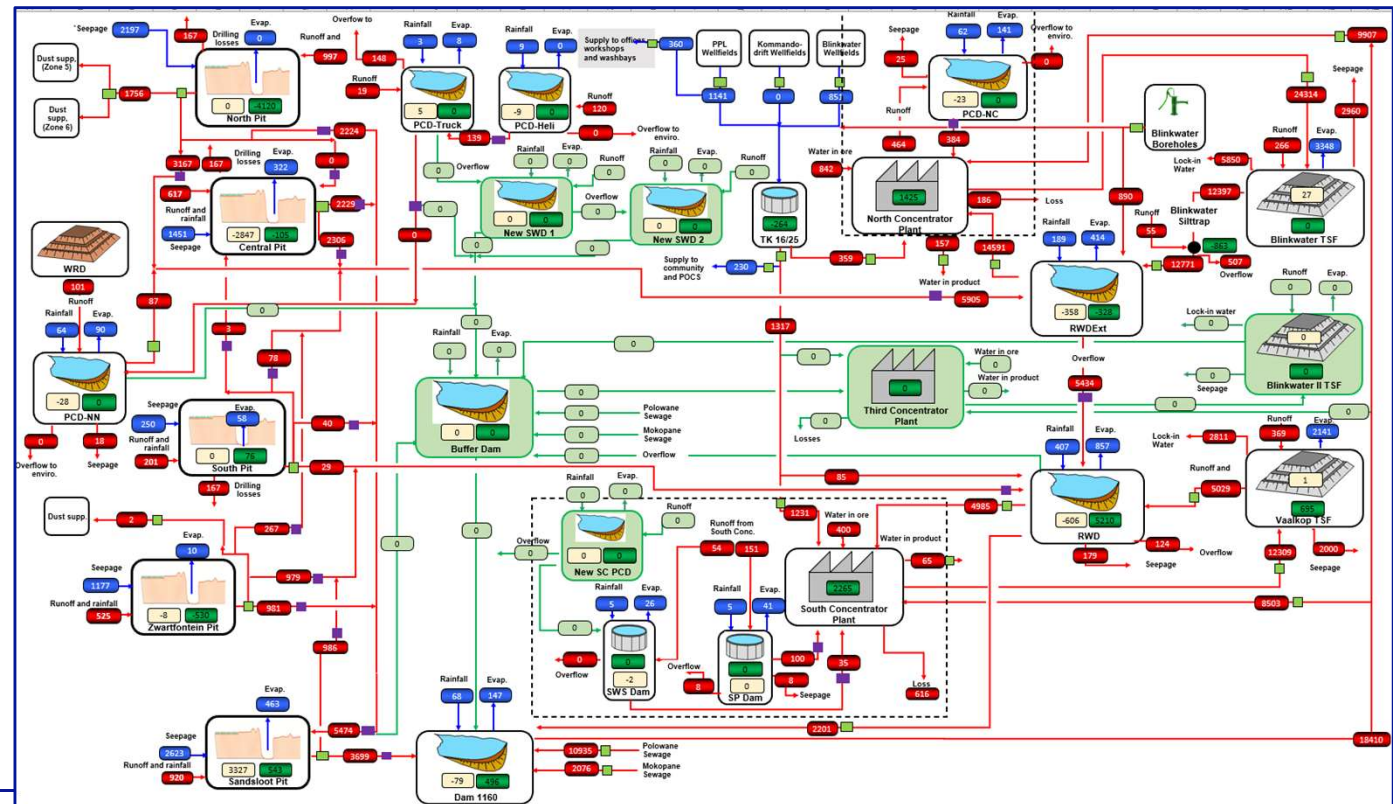 Seepage
2197
167
Drilling losses
0
Runoff and
997
0
-4120
North Pit
Dust supp. (Zone 5)
Dust supp. (Zone 6)
1756
3167
167
Drilling losses
2224
0
617
Runoff and rainfall
1451
Seepage
322
-2847
-105
Central Pit
2229
2306
WRD
101
Runoff
Rainfall
64
Evap.
90
-28
0
PCD-NN
0
Overflow to enviro.
18
Seepage
87
3
78
Seepage
250
Runoff and rainfall
201
Evap.
58
0
76
South Pit
167
Drilling losses
40
29
Dust supp.
2
267
Evap.
10
Seepage
1177
Runoff and rainfall
525
-8
-530
Zwartfontein Pit
979
981
986
Evap.
463
Seepage
2623
Runoff and rainfall
920
3327
543
Sandsloot Pit
5474
3699
Overfow to
148
Rainfall
3
Evap.
8
Runoff
19
5
0
PCD-Truck
Rainfall
9
Evap.
0
-9
0
PCD-Heli
Runoff
120
139
0
Overflow to enviro.
Supply to offices
workshops
and washbays
360
PPL Wellfields
1141
Kommando-drift Wellfields
0
Blinkwater Wellfields
851
0
Overflow
Rainfall
0
Evap.
0
Runoff
0
0
0
New SWD 1
Overflow
0
Rainfall
0
Evap.
0
Runoff
0
0
0
New SWD 2
0
0
0
0
-264
TK 16/25
359
Supply to community and POCS
230
1317
Seepage
25
Rainfall
62
Evap.
141
Overflow to enviro.
0
-23
0
PCD-NC
Runoff
464
384
Water in ore
842
1425
North Concentrator Plant
186
Loss
157
Water in product
14591
5905
9907
24314
Seepage
2960
Blinkwater Boreholes
890
Lock-in Water
5850
Runoff
266
Evap.
3348
27
0
Blinkwater TSF
12397
Blinkwater Silttrap
Runoff
55
-863
507
Overflow
12771
Rainfall
189
Evap.
414
-358
-328
RWDExt
Overflow
5434
Runoff
0
Evap.
0
Lock-in water
0
0
0
Blinkwater II TSF
0
Seepage
0
0
0
0
0
Rainfall
0
Evap.
0
0
0
Buffer Dam
0
0
Polowane Sewage
0
Mokopane Sewage
0
Overflow
0
0
0
0
0
Third Concentrator Plant
0
Water in ore
0
Water in product
0
Losses
85
Rainfall
407
Evap.
857
-606
5210
RWD
124
Overflow
179
Seepage
4985
Lock-in Water
2811
Runoff
369
Evap.
2141
Runoff and
5029
1
695
Vaalkop TSF
12309
2000
Seepage
8503
Rainfall
0
Evap.
0
Runoff
0
Overflow
0
0
0
New SC PCD
0
Rainfall
5
Evap.
26
0
-2
SWS Dam
0
Overflow
Runoff from South Conc.
54
151
Rainfall
5
Evap.
41
0
0
SP Dam
Overflow
8
8
Seepage
100
35
1231
Water in ore
400
2265
South Concentrator Plant
Water in product
65
Loss
616
Rainfall
68
Evap.
147
-79
496
Dam 1160
10935
Polowane Sewage
2076
Mokopane Sewage
2201
18410